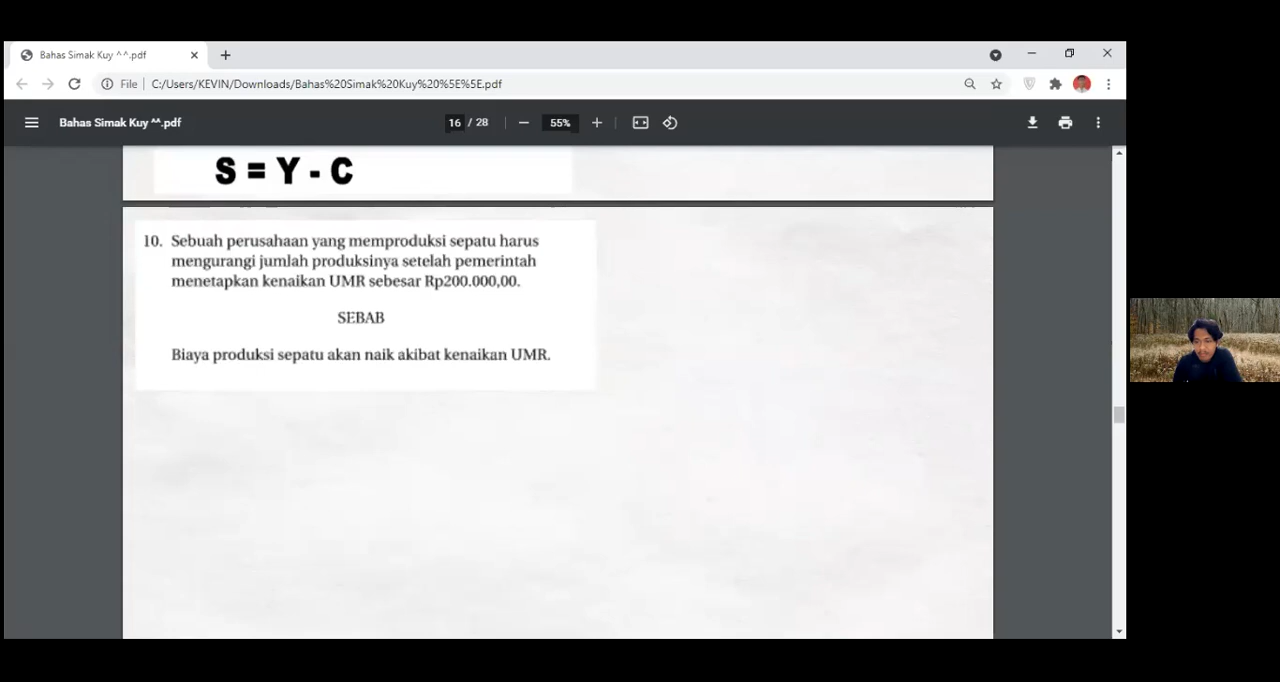 Bahas Simak Kuy ^^.pdf
File
C:/Users/KEVIN/Downloads/Bahas%20Simak%20Kuy%20%5E%5E.pdf
Bahas Simak Kuy ^^.pdf
16 / 28
55%
S = Y - C
10. Sebuah perusahaan yang memproduksi sepatu harus
mengurangi jumlah produksinya setelah pemerintah
menetapkan kenaikan UMR sebesar Rp200.000,00.
SEBAB
Biaya produksi sepatu akan naik akibat kenaikan UMR.